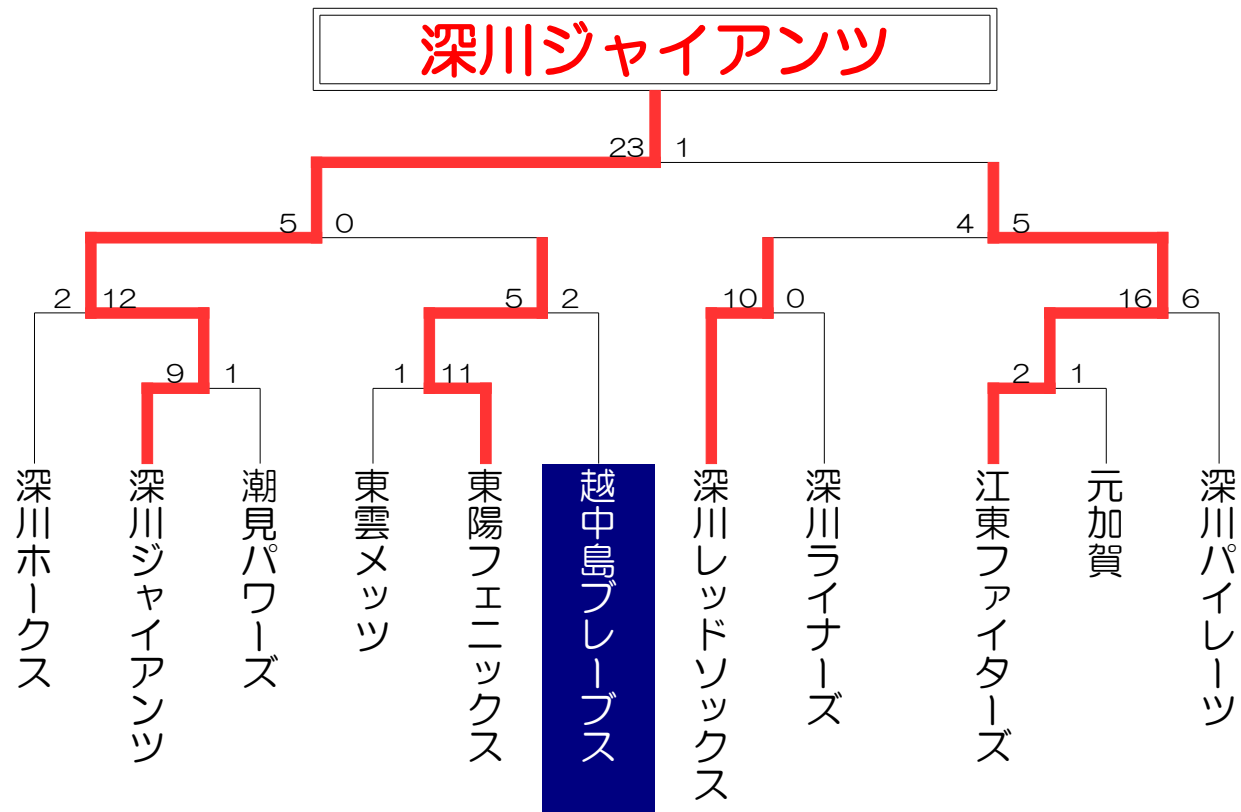 深川ジャイアンツ
23 1
5 0
4 5
2 12
5 2
10 0
16 6
9 1
1 11
2 1
深川ホークス
深川ジャイアンツ
潮見パワーズ
東雲メッツ
東陽フェニックス
越中島ブレーブス
深川レッドソックス
深川ライナーズ
江東ファイターズ
元加賀
深川パイレーツ